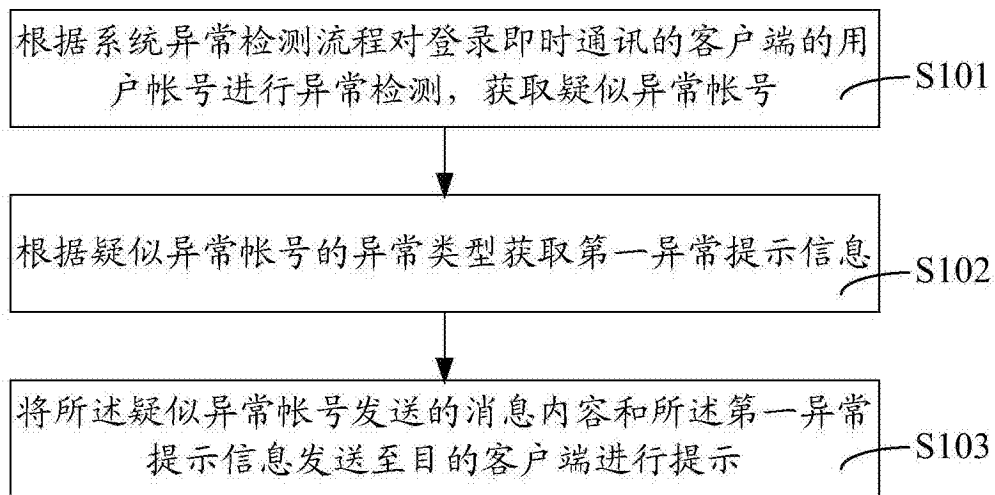 根据系统异常检测流程对登录即时通讯的客户端的用
户帐号进行异常检测，获取疑似异常帐号
S101
根据疑似异常帐号的异常类型获取第一异常提示信息
S102
将所述疑似异常帐号发送的消息内容和所述第一异常
提示信息发送至目的客户端进行提示
S103